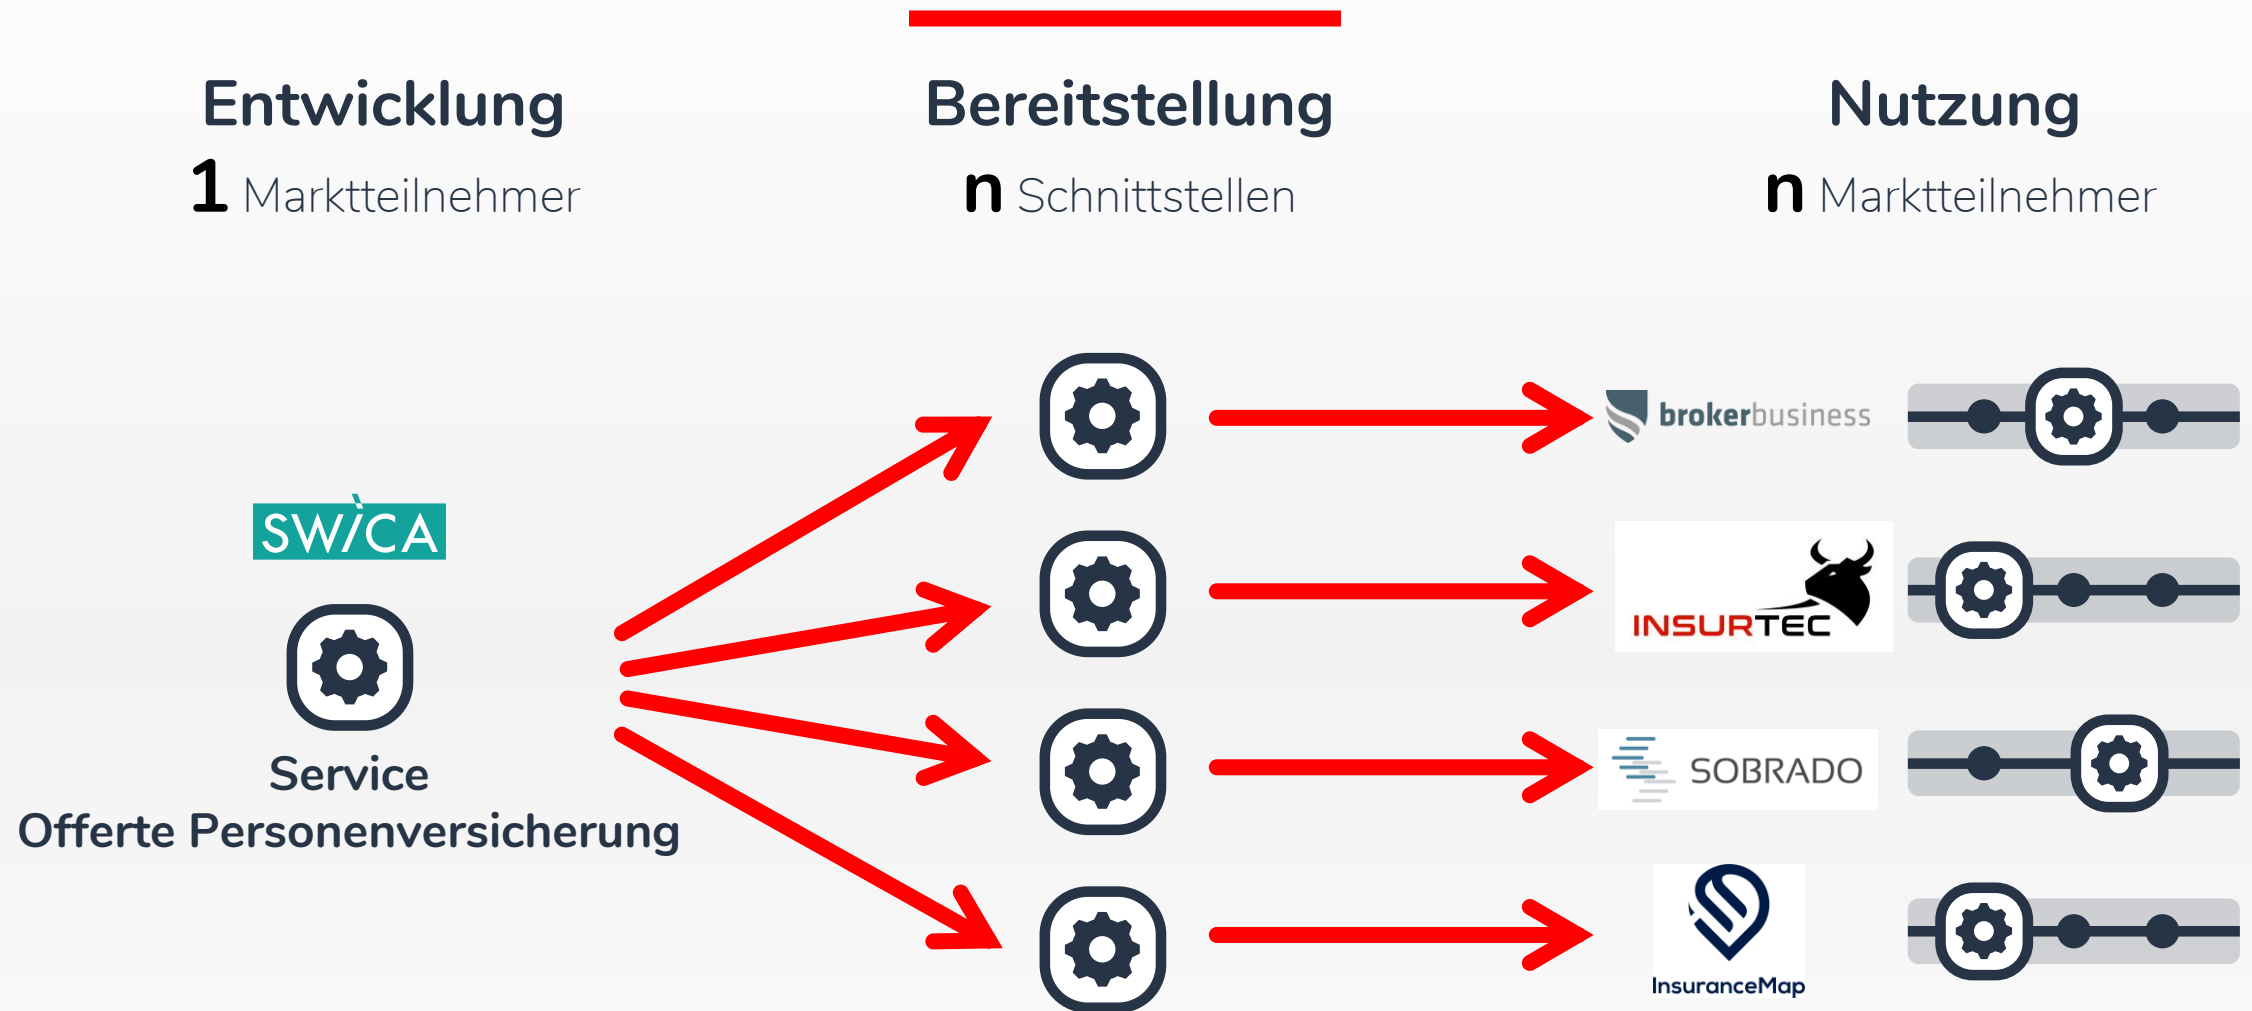 Entwicklung
1 Marktteilnehmer
Bereitstellung
n Schnittstellen
Nutzung
n Marktteilnehmer
SWiCA
Service
Offerte Personenversicherung
brokerbusiness
INSURTEC
SOBRADO
InsuranceMap